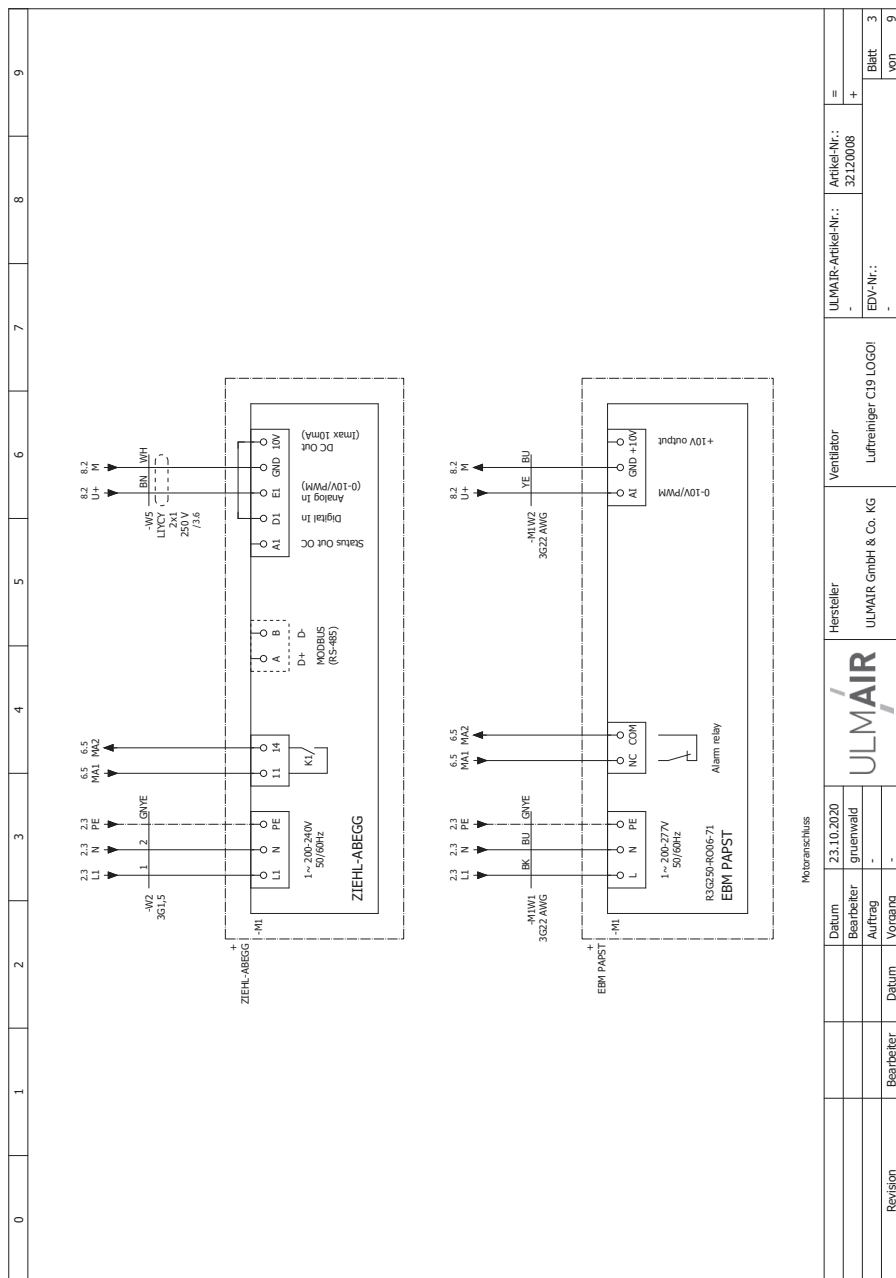 0 1 2 3 4 5 6 7 8 9
2.3 2.3 2.3 6.5 6.5 8.2 8.2
L1 N PE MA1 MA2 U+ M
-W2
3G1,5
1 2 GNYE
-W5
LIYCY
2x1
250 V
/3.6
BN WH
+
ZIEHL-ABEGG
-M1
L1 N PE 11 14 A B A1 D1 E1 GND 10V
1~ 200-240V
50/60Hz
K1
D+ D-
MODBUS
(RS-485)
Status Out OC
Digital In
Analog In
(0-10V/PWM)
DC Out
(Imax 10mA)
ZIEHL-ABEGG
2.3 2.3 2.3 6.5 6.5 8.2 8.2
L1 N PE MA1 MA2 U+ M
-M1W1
3G22 AWG
BK BU GNYE
-M1W2
3G22 AWG
YE BU
+
EBM PAPST
-M1
L N PE NC COM AI GND +10V
1~ 200-277V
50/60Hz
0-10V/PWM
+10V output
Alarm relay
R3G250-RO06-71
EBM PAPST
Motoranschluss
Revision Bearbeiter Datum
Datum 23.10.2020
Bearbeiter gruenwald
Auftrag -
Vorgang -
ULMAIR
Hersteller
ULMAIR GmbH & Co. KG
Ventilator
Luftreiniger C19 LOGO!
ULMAIR-Artikel-Nr.:
-
EDV-Nr.:
-
Artikel-Nr.:
32120008
=
+
Blatt 3
von 9